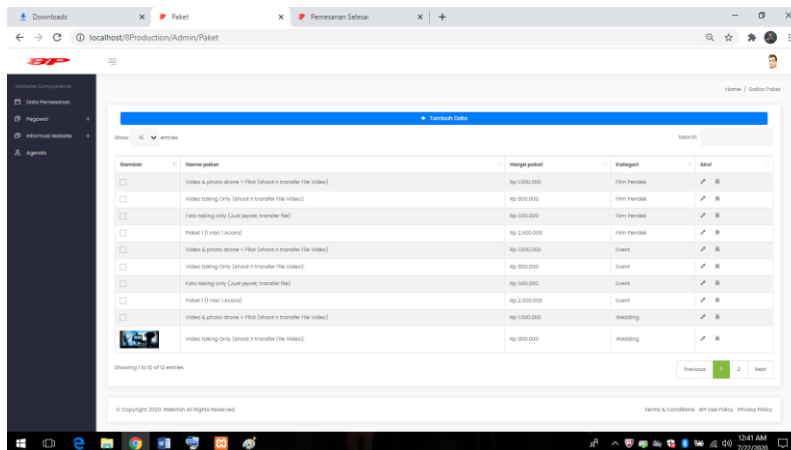 Downloads
Paket
Pemesanan Selesai
localhost/8Production/Admin/Paket
8P
Website Components
Data Pemesanan
Pegawai +
Informasi Website +
Agenda
Home / Daftar Paket
+ Tambah Data
Show 10 entries
Search:
Gambar Nama paket Harga paket Kategori Aksi
Video & photo drone + Pilot (shoot n transfer File Video) Rp 1.000.000 Film Pendek
Video taking Only (shoot n transfer File Video): Rp 800.000 Film Pendek
Foto taking only (Just jepret, transfer file) Rp 500.000 Film Pendek
Paket 1 (1 Hari 1 Acara) Rp 2.500.000 Film Pendek
Video & photo drone + Pilot (shoot n transfer File Video) Rp 1.000.000 Event
Video taking Only (shoot n transfer File Video): Rp 800.000 Event
Foto taking only (Just jepret, transfer file) Rp 500.000 Event
Paket 1 (1 Hari 1 Acara) Rp 2.500.000 Event
Video & photo drone + Pilot (shoot n transfer File Video) Rp 1.000.000 Wedding
Video taking Only (shoot n transfer File Video): Rp 800.000 Wedding
Showing 1 to 10 of 12 entries
Previous 1 2 Next
© Copyright 2020. Webmin All Rights Reserved.
Terms & Conditions API Use Policy Privacy Policy
12:41 AM
7/22/2020